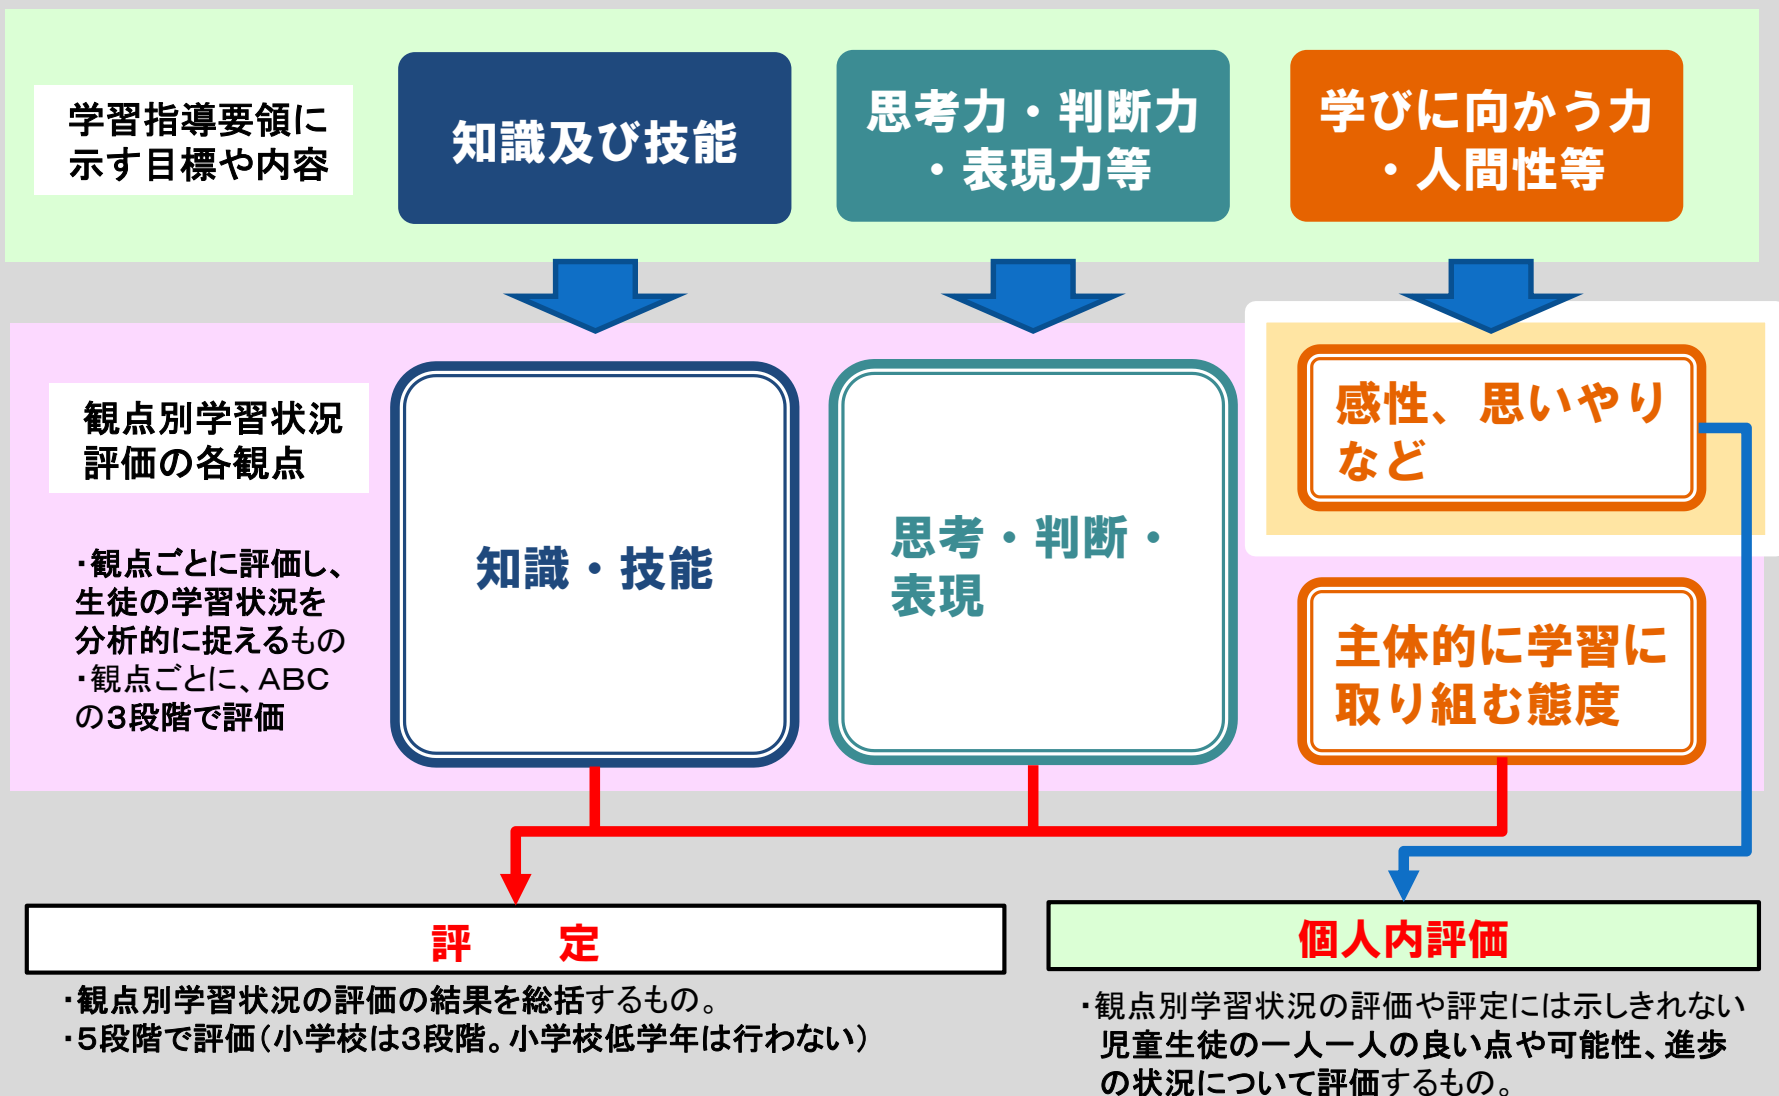 学習指導要領に
示す目標や内容
知識及び技能
思考力・判断力
・表現力等
学びに向かう力
・人間性等
観点別学習状況
評価の各観点
・観点ごとに評価し、
生徒の学習状況を
分析的に捉えるもの
・観点ごとに、ABC
の3段階で評価
知識・技能
思考・判断・
表現
感性、思いやり
など
主体的に学習に
取り組む態度
評　定
・観点別学習状況の評価の結果を総括するもの。
・5段階で評価(小学校は3段階。小学校低学年は行わない)
個人内評価
・観点別学習状況の評価や評定には示しきれない
児童生徒の一人一人の良い点や可能性、進歩
の状況について評価するもの。